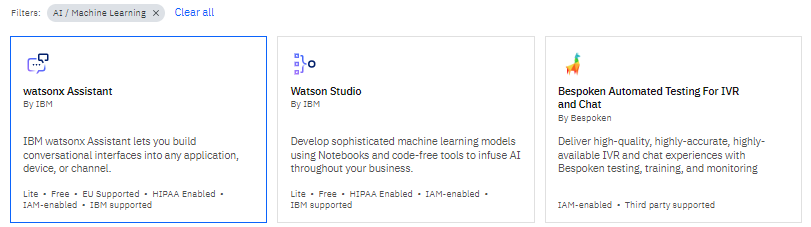 Filters: AI / Machine Learning × Clear all
watsonx Assistant
By IBM
IBM watsonx Assistant lets you build
conversational interfaces into any application,
device, or channel.
Lite • Free • EU Supported • HIPAA Enabled •
IAM-enabled • IBM supported
Watson Studio
By IBM
Develop sophisticated machine learning models
using Notebooks and code-free tools to infuse AI
throughout your business.
Lite • Free • HIPAA Enabled • IAM-enabled •
IBM supported
Bespoken Automated Testing For IVR
and Chat
By Bespoken
Deliver high-quality, highly-accurate, highly-
available IVR and chat experiences with
Bespoken testing, training, and monitoring
IAM-enabled • Third party supported